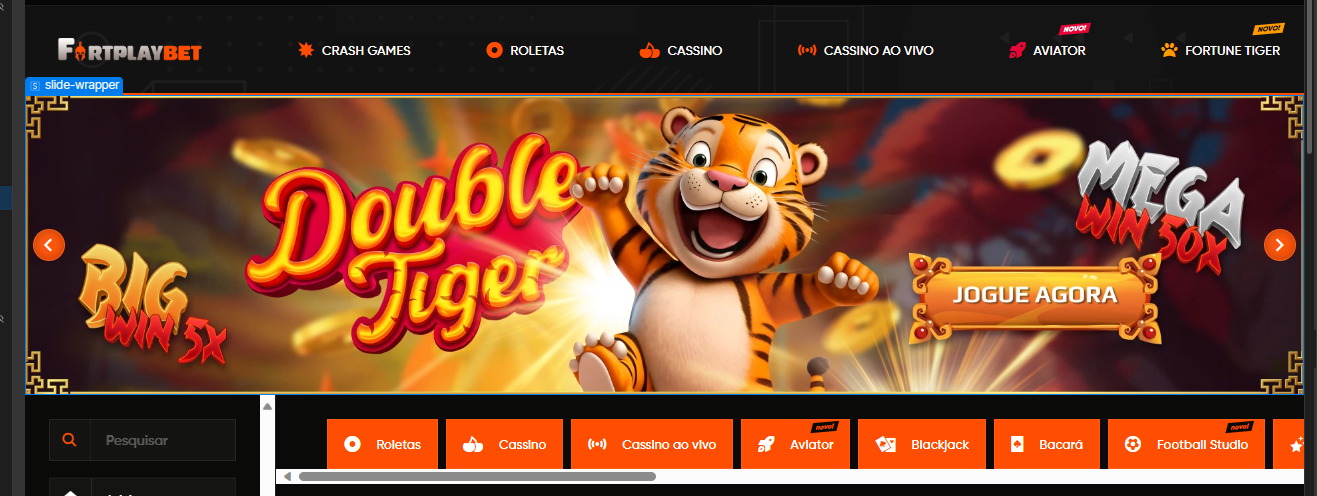 FORTPLAYBET
CRASH GAMES
ROLETAS
CASSINO
CASSINO AO VIVO
NOVO!
AVIATOR
NOVO!
FORTUNE TIGER
slide-wrapper
Double
Tiger
BIG
WIN 5X
MEGA
WIN 50X
JOGUE AGORA
Pesquisar
Roletas
Cassino
Cassino ao vivo
novo!
Aviator
Blackjack
Bacará
novo!
Football Studio